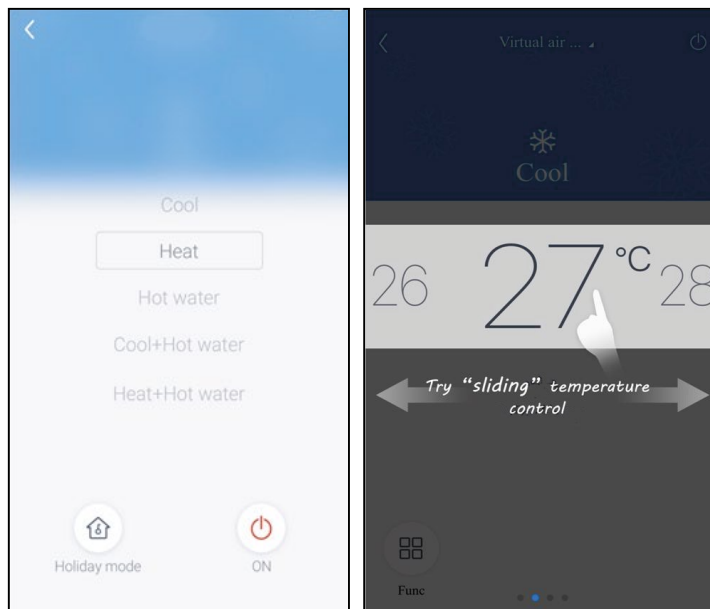 Cool
Heat
Hot water
Cool+Hot water
Heat+Hot water
Holiday mode
ON
Virtual air ...
Cool
26
27°C
28
Try “sliding” temperature
control
Func